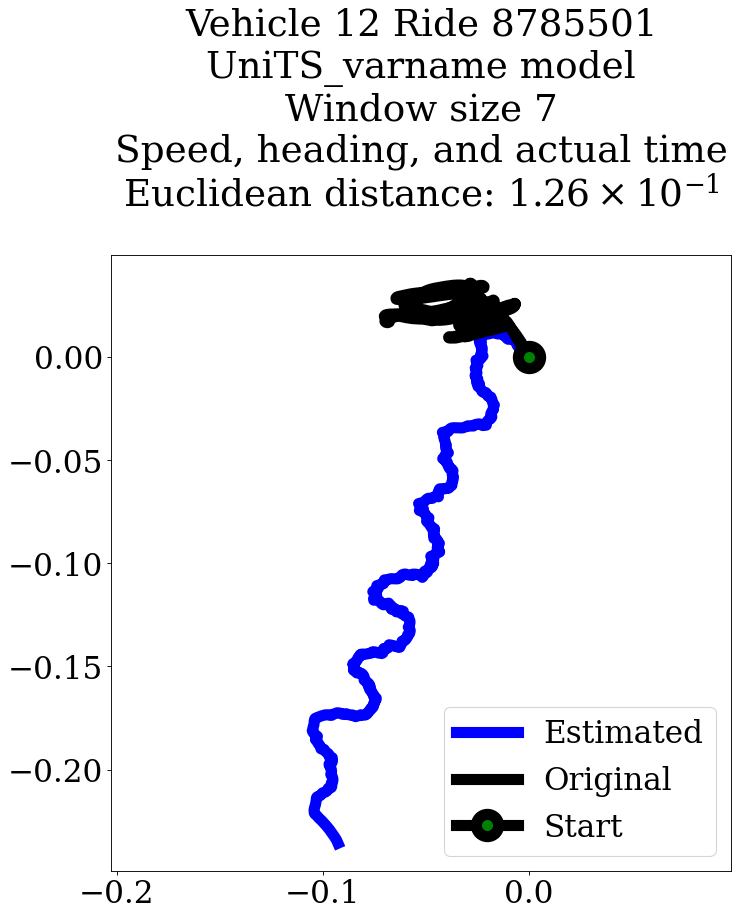 Vehicle 12 Ride 8785501
UniTS_varname model
Window size 7
Speed, heading, and actual time
Euclidean distance: 1.26 × 10⁻¹
0.00
−0.05
−0.10
−0.15
−0.20
−0.2
−0.1
0.0
Estimated
Original
Start